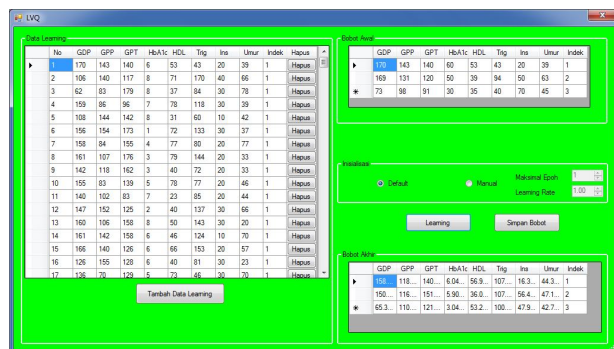 LVQ
Data Learning
No GDP GPP GPT HbA1c HDL Trig Ins Umur Indek Hapus
1 170 143 140 6 53 43 20 39 1 Hapus
2 106 140 117 8 71 170 40 66 1 Hapus
3 62 83 179 8 37 84 30 78 1 Hapus
4 159 86 96 7 78 118 30 39 1 Hapus
5 108 144 142 8 31 60 10 42 1 Hapus
6 156 154 173 1 72 133 30 37 1 Hapus
7 158 84 155 4 77 80 20 77 1 Hapus
8 161 107 176 3 79 144 20 33 1 Hapus
9 142 118 162 3 40 72 20 33 1 Hapus
10 155 83 139 5 78 77 20 46 1 Hapus
11 140 102 83 7 23 85 20 44 1 Hapus
12 147 152 125 2 40 137 30 66 1 Hapus
13 160 106 158 8 50 143 30 20 1 Hapus
14 161 142 158 6 46 124 10 70 1 Hapus
15 166 140 126 6 66 153 20 57 1 Hapus
16 126 155 128 6 40 81 30 23 1 Hapus
17 136 70 129 5 73 46 30 70 1 Hapus
Tambah Data Learning
Bobot Awal
GDP GPP GPT HbA1c HDL Trig Ins Umur Indek
170 143 140 60 53 43 20 39 1
169 131 120 50 39 94 50 63 2
73 98 91 30 35 40 70 45 3
Inisialisasi
Default Manual Maksimal Epoh 1
Learning Rate 1.00
Learning Simpan Bobot
Bobot Akhir
GDP GPP GPT HbA1c HDL Trig Ins Umur Indek
158.... 118.... 140.... 6.04... 56.9... 107.... 16.3... 44.3... 1
150.... 116.... 151.... 5.90... 36.0... 107.... 56.4... 47.1... 2
65.3... 110.... 121.... 3.04... 53.2... 100.... 47.9... 42.7... 3